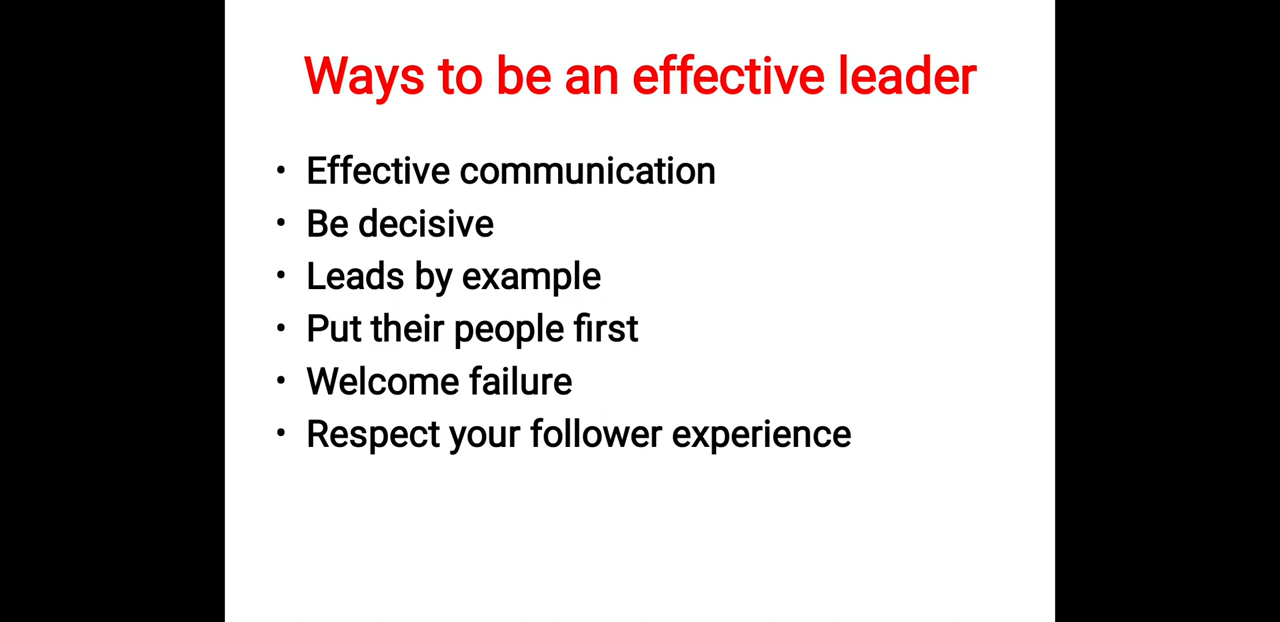 Ways to be an effective leader
• Effective communication
• Be decisive
• Leads by example
• Put their people first
• Welcome failure
• Respect your follower experience